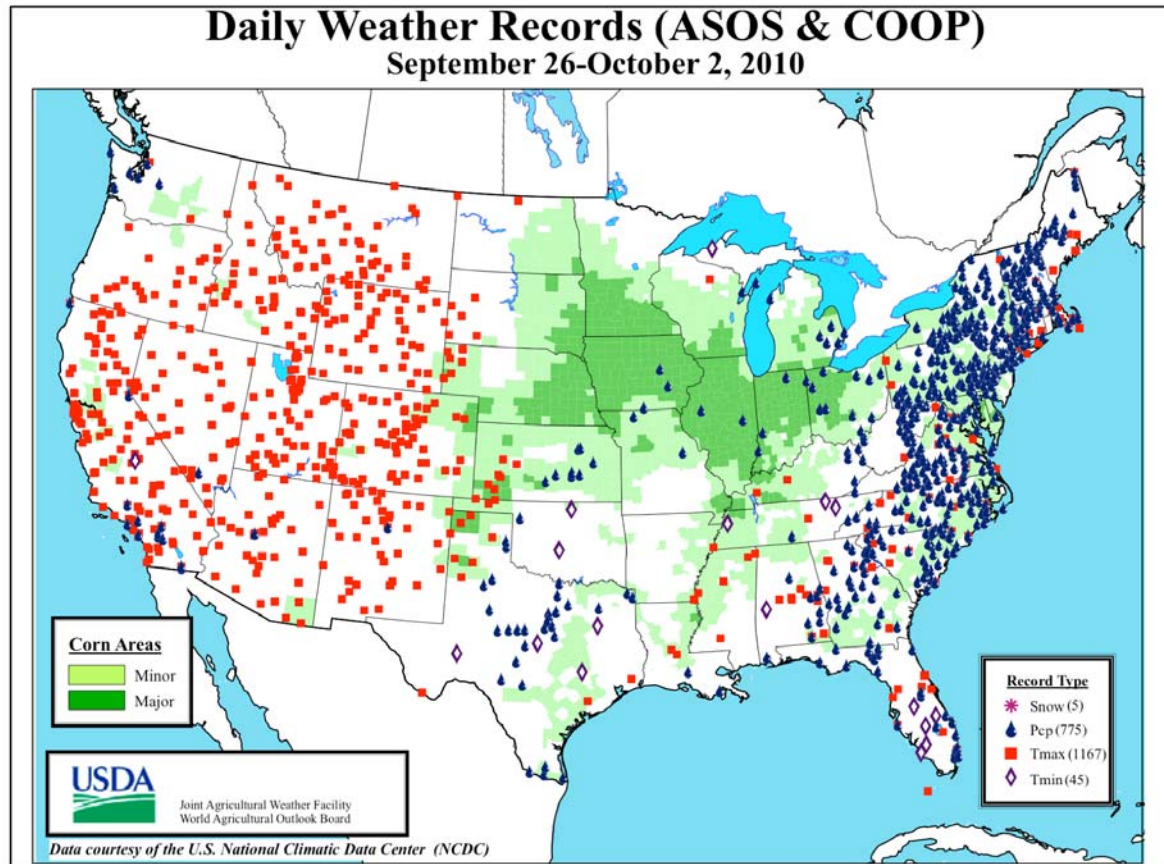 Daily Weather Records (ASOS & COOP)
September 26-October 2, 2010
Corn Areas
Minor
Major
Record Type
Snow (5)
Pcp (775)
Tmax (1167)
Tmin (45)
USDA
Joint Agricultural Weather Facility
World Agricultural Outlook Board
Data courtesy of the U.S. National Climatic Data Center (NCDC)